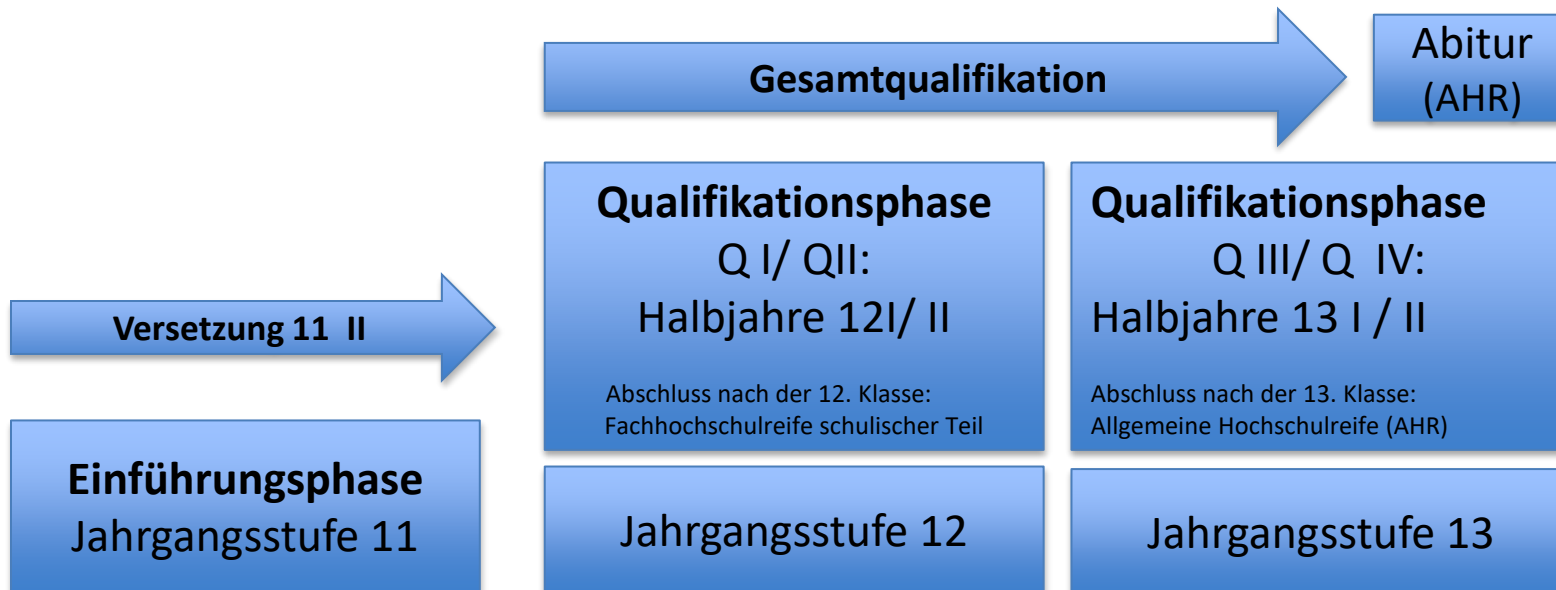 Gesamtqualifikation
Abitur
(AHR)
Versetzung 11 II
Einführungsphase
Jahrgangsstufe 11
Qualifikationsphase
Q I/ QII:
Halbjahre 12I/ II
Abschluss nach der 12. Klasse:
Fachhochschulreife schulischer Teil
Jahrgangsstufe 12
Qualifikationsphase
Q III/ Q IV:
Halbjahre 13 I / II
Abschluss nach der 13. Klasse:
Allgemeine Hochschulreife (AHR)
Jahrgangsstufe 13